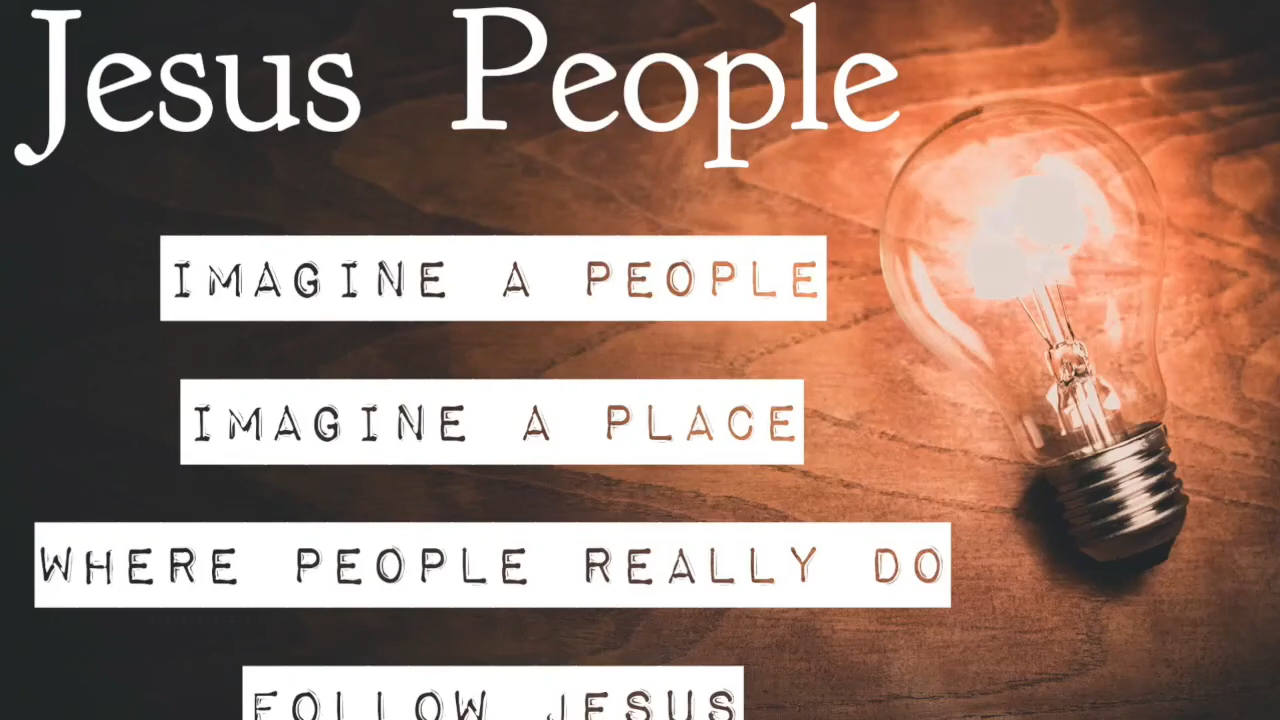 Jesus People
IMAGINE A PEOPLE
IMAGINE A PLACE
WHERE PEOPLE REALLY DO
FOLLOW JESUS